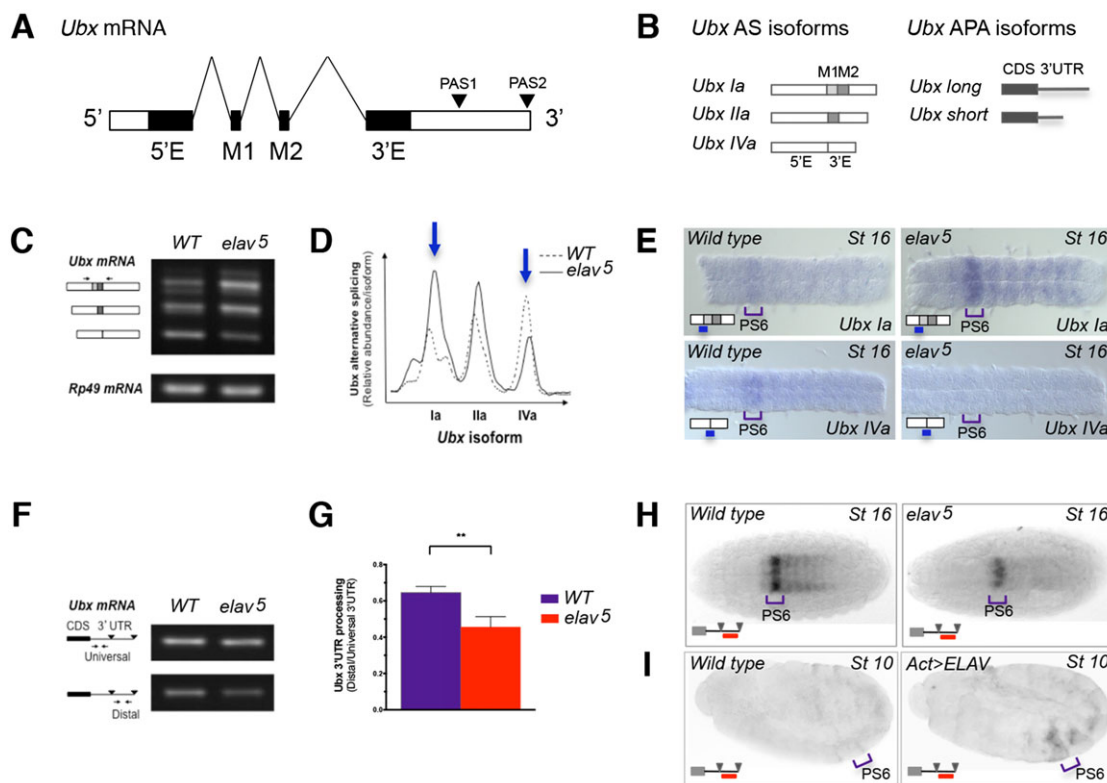 A
Ubx mRNA
PAS1
PAS2
5'
3'
5'E
M1
M2
3'E
B
Ubx AS isoforms
Ubx APA isoforms
M1M2
Ubx Ia
Ubx IIa
Ubx IVa
5'E
3'E
CDS 3'UTR
Ubx long
Ubx short
C
WT
elav5
Ubx mRNA
Rp49 mRNA
D
WT
elav5
Ubx alternative splicing
(Relative abundance/isoform)
Ia
IIa
IVa
Ubx isoform
E
Wild type
St 16
PS6
Ubx Ia
elav5
St 16
PS6
Ubx Ia
Wild type
St 16
PS6
Ubx IVa
elav5
St 16
PS6
Ubx IVa
F
WT
elav5
Ubx mRNA
CDS 3' UTR
Universal
Distal
G
**
Ubx 3'UTR processing
(Distal/Universal 3'UTR)
0.8
0.6
0.4
0.2
0.0
WT
elav5
H
Wild type
St 16
PS6
elav5
St 16
PS6
I
Wild type
St 10
PS6
Act>ELAV
St 10
PS6